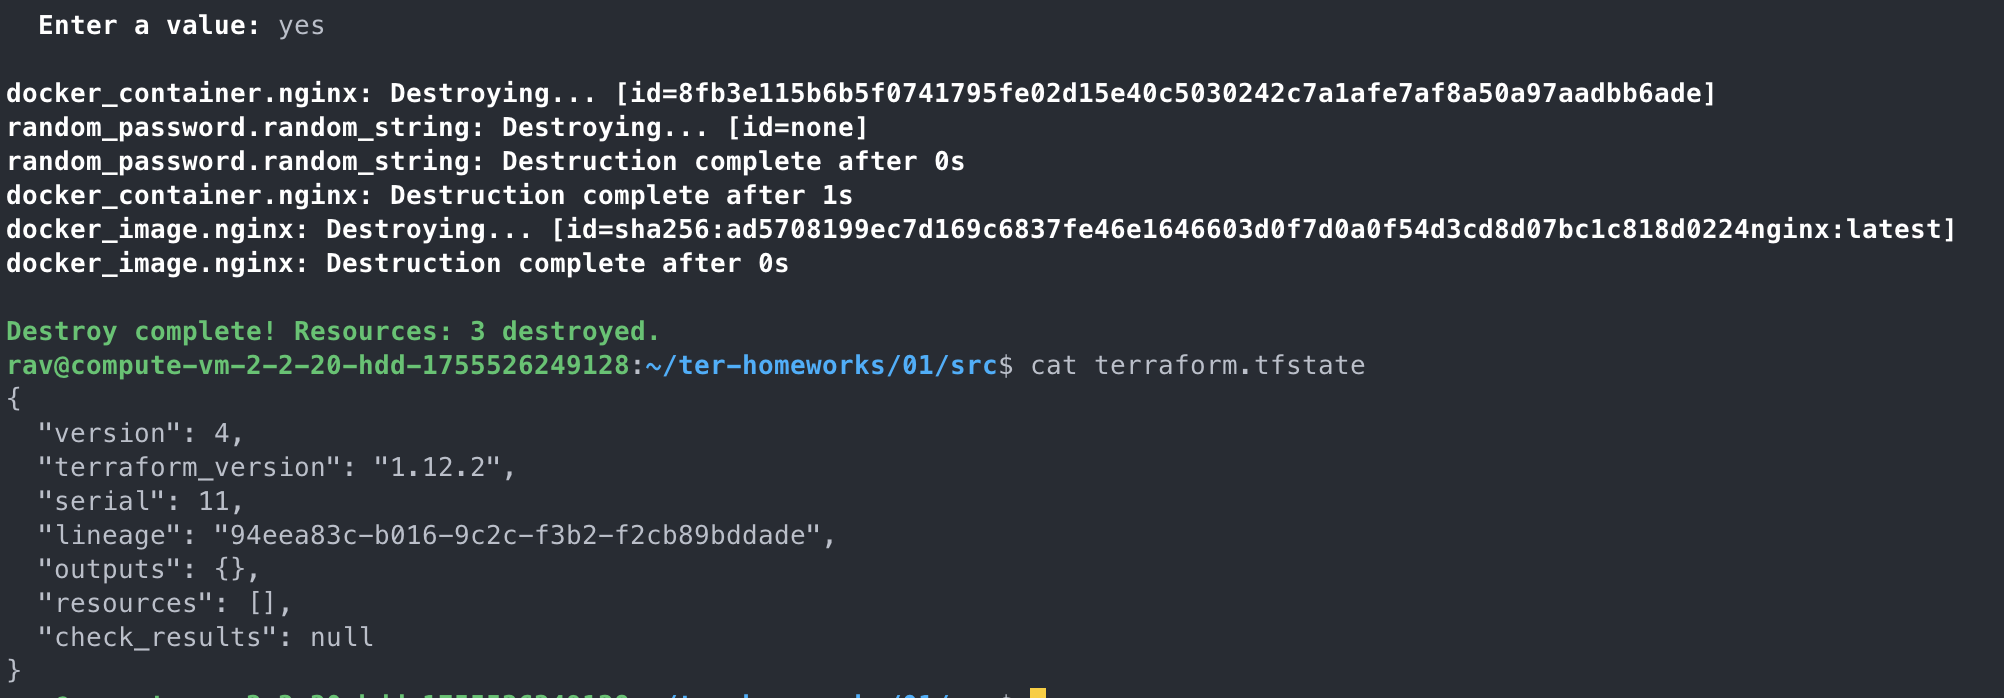 Enter a value: yes
docker_container.nginx: Destroying... [id=8fb3e115b6b5f0741795fe02d15e40c5030242c7a1afe7af8a50a97aadbb6ade]
random_password.random_string: Destroying... [id=none]
random_password.random_string: Destruction complete after 0s
docker_container.nginx: Destruction complete after 1s
docker_image.nginx: Destroying... [id=sha256:ad5708199ec7d169c6837fe46e1646603d0f7d0a0f54d3cd8d07bc1c818d0224nginx:latest]
docker_image.nginx: Destruction complete after 0s
Destroy complete! Resources: 3 destroyed.
rav@compute-vm-2-2-20-hdd-1755526249128:~/ter-homeworks/01/src$ cat terraform.tfstate
{
  "version": 4,
  "terraform_version": "1.12.2",
  "serial": 11,
  "lineage": "94eea83c-b016-9c2c-f3b2-f2cb89bddade",
  "outputs": {},
  "resources": [],
  "check_results": null
}